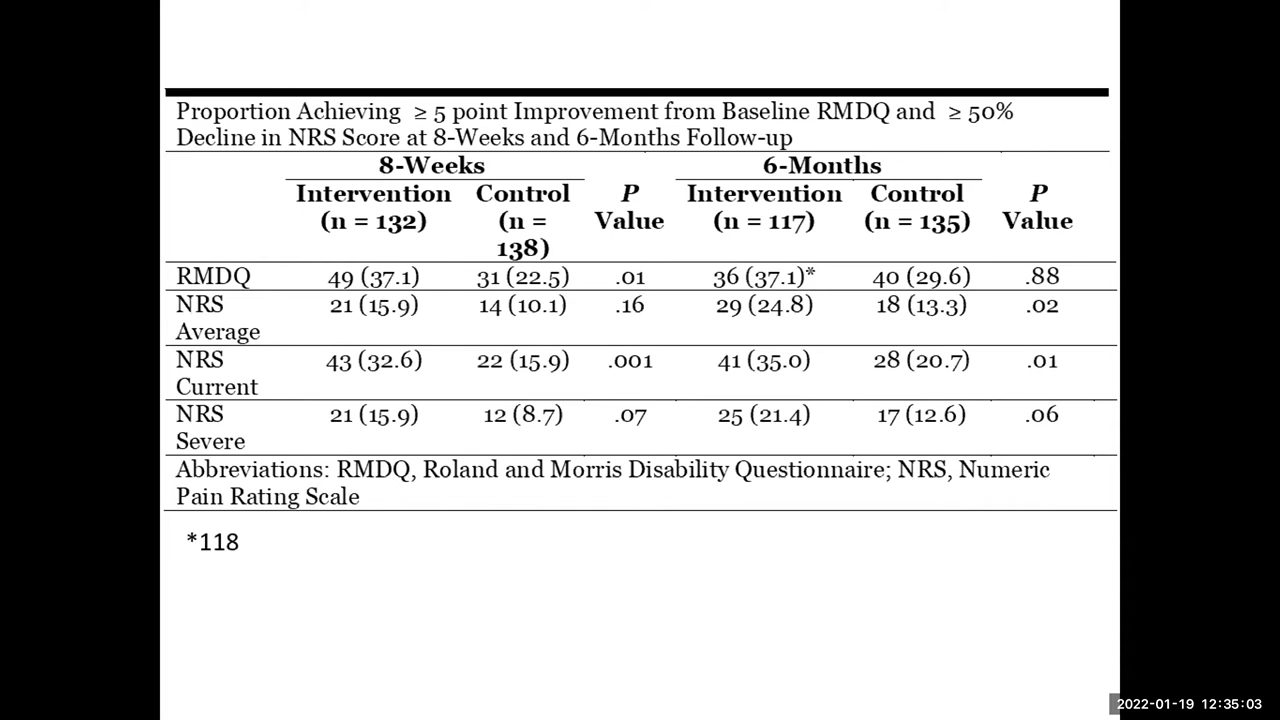 Proportion Achieving ≥ 5 point Improvement from Baseline RMDQ and ≥ 50%
Decline in NRS Score at 8-Weeks and 6-Months Follow-up
8-Weeks 6-Months
Intervention (n = 132) Control (n = 138) P Value Intervention (n = 117) Control (n = 135) P Value
RMDQ 49 (37.1) 31 (22.5) .01 36 (37.1)* 40 (29.6) .88
NRS Average 21 (15.9) 14 (10.1) .16 29 (24.8) 18 (13.3) .02
NRS Current 43 (32.6) 22 (15.9) .001 41 (35.0) 28 (20.7) .01
NRS Severe 21 (15.9) 12 (8.7) .07 25 (21.4) 17 (12.6) .06
Abbreviations: RMDQ, Roland and Morris Disability Questionnaire; NRS, Numeric
Pain Rating Scale
*118
2022-01-19 12:35:03